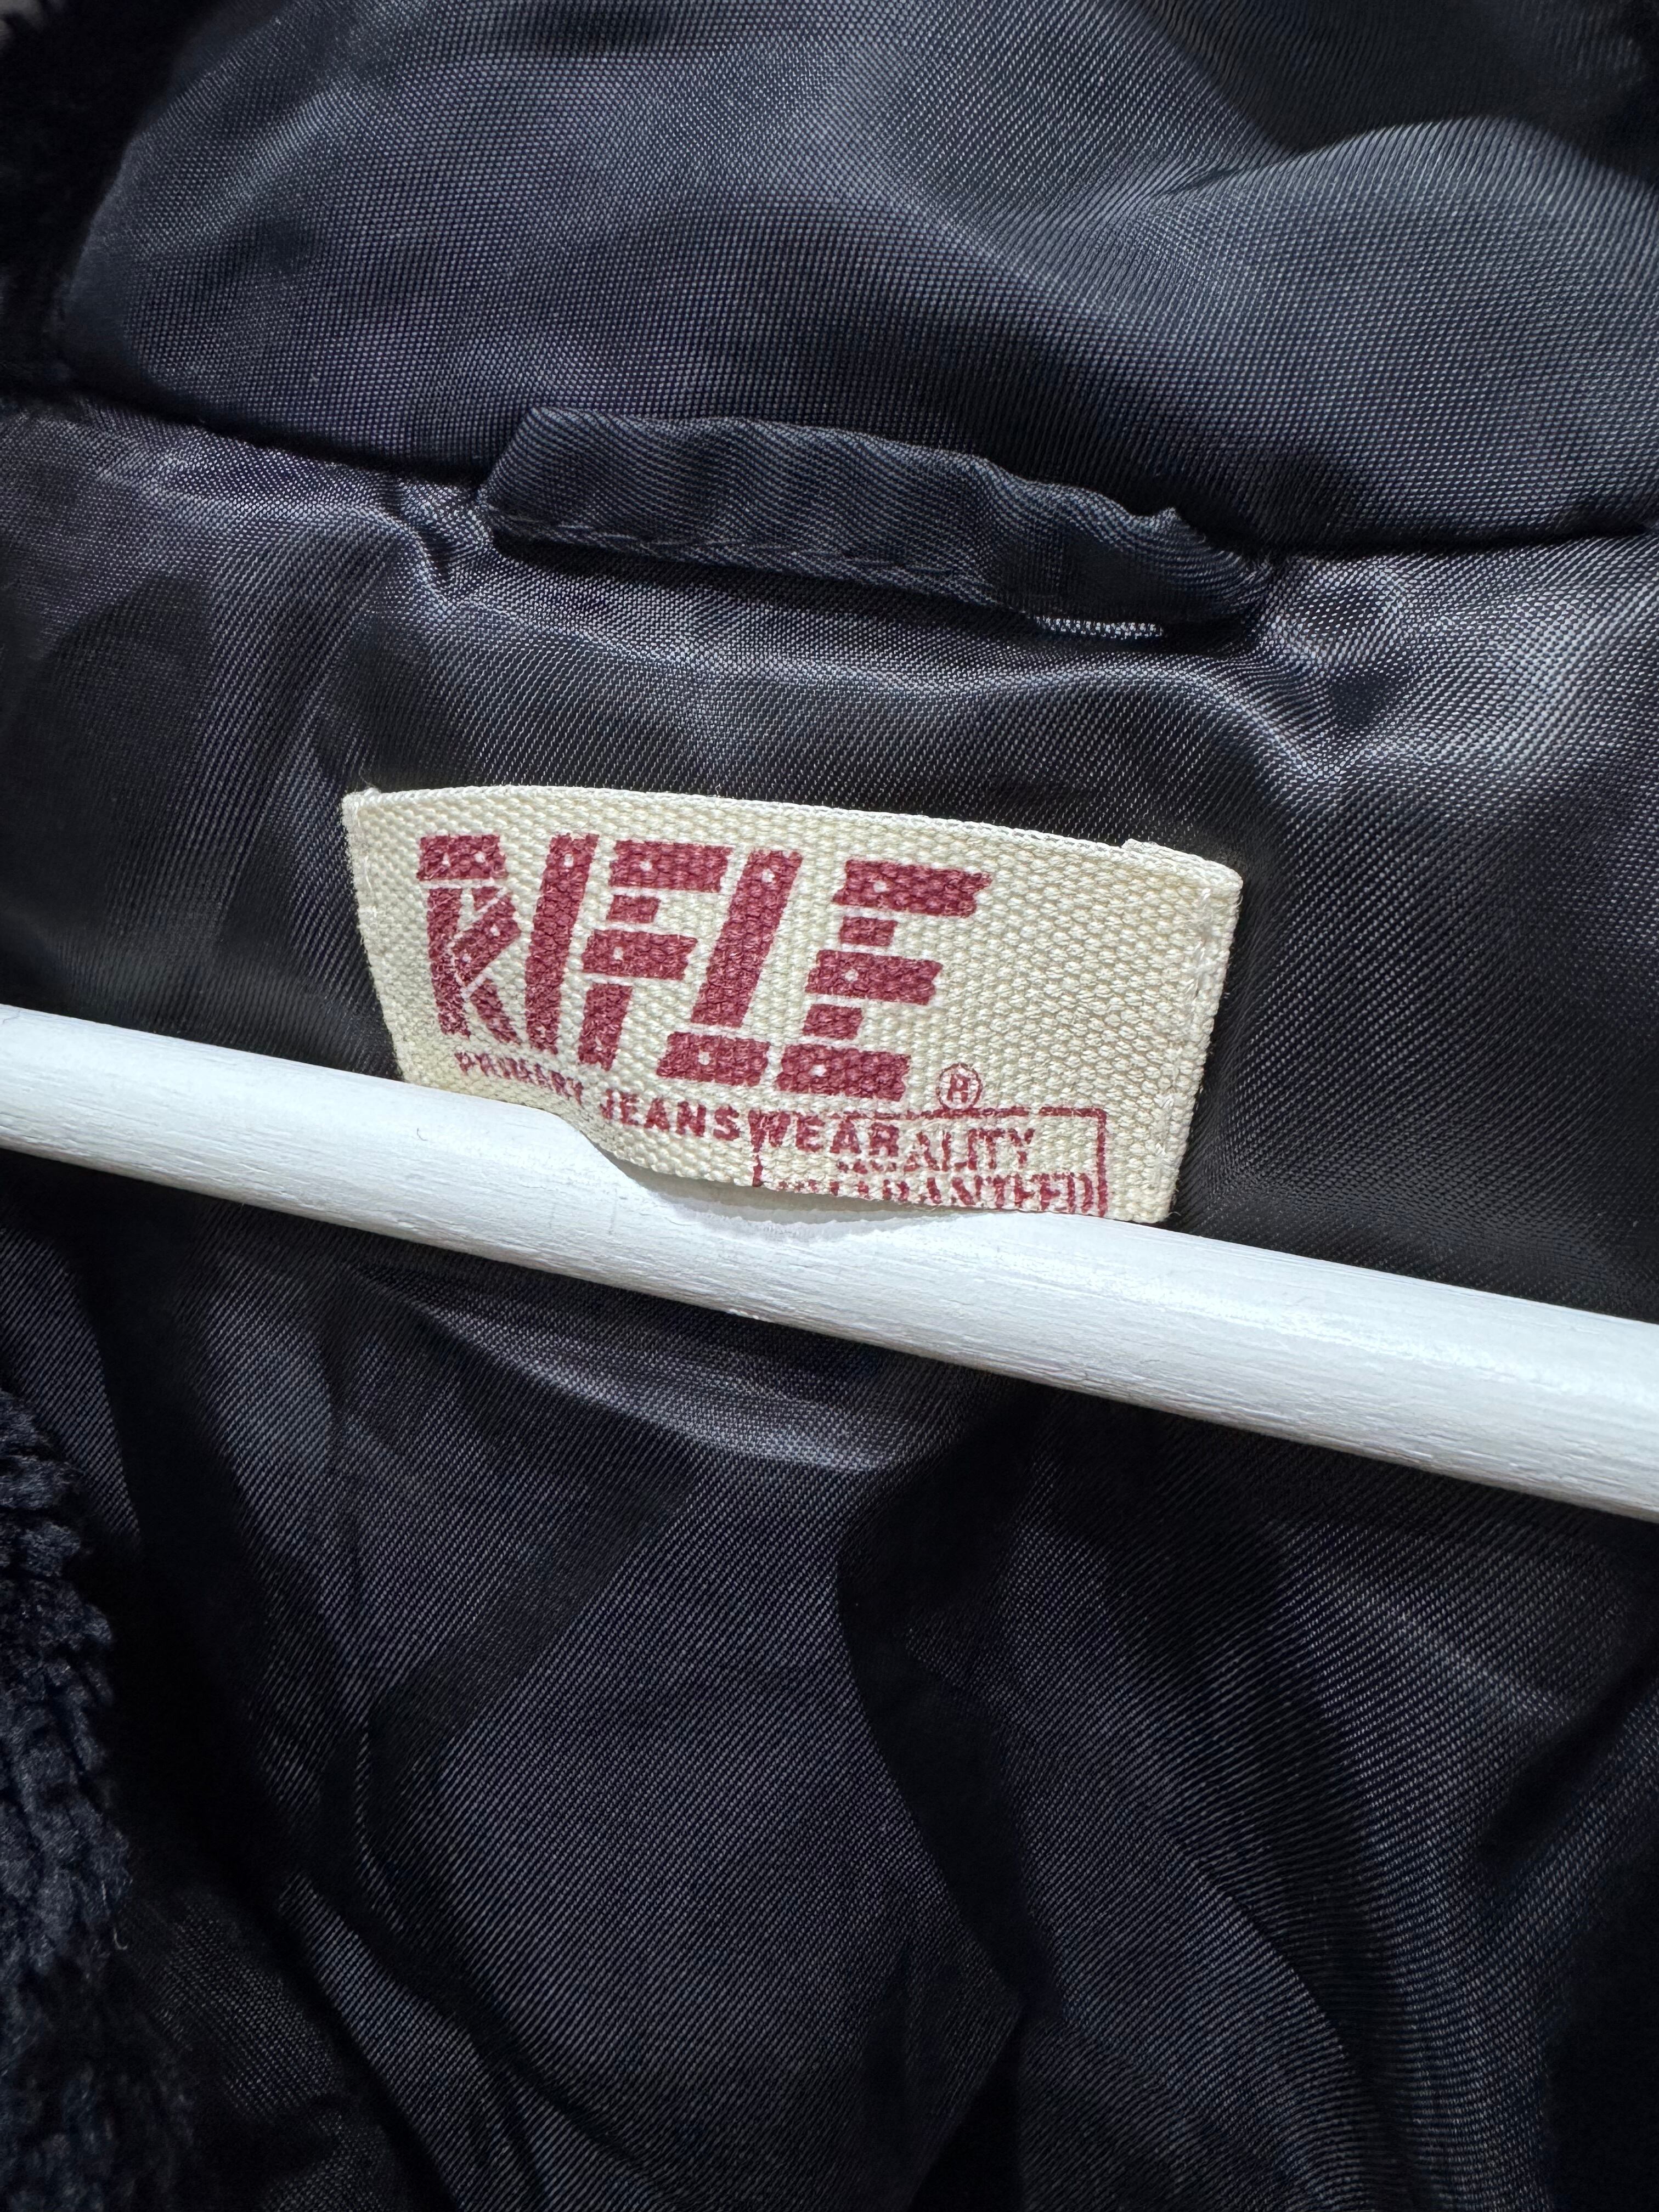 RIFLE ®
PRIMARY JEANSWEAR
QUALITY
GUARANTEED